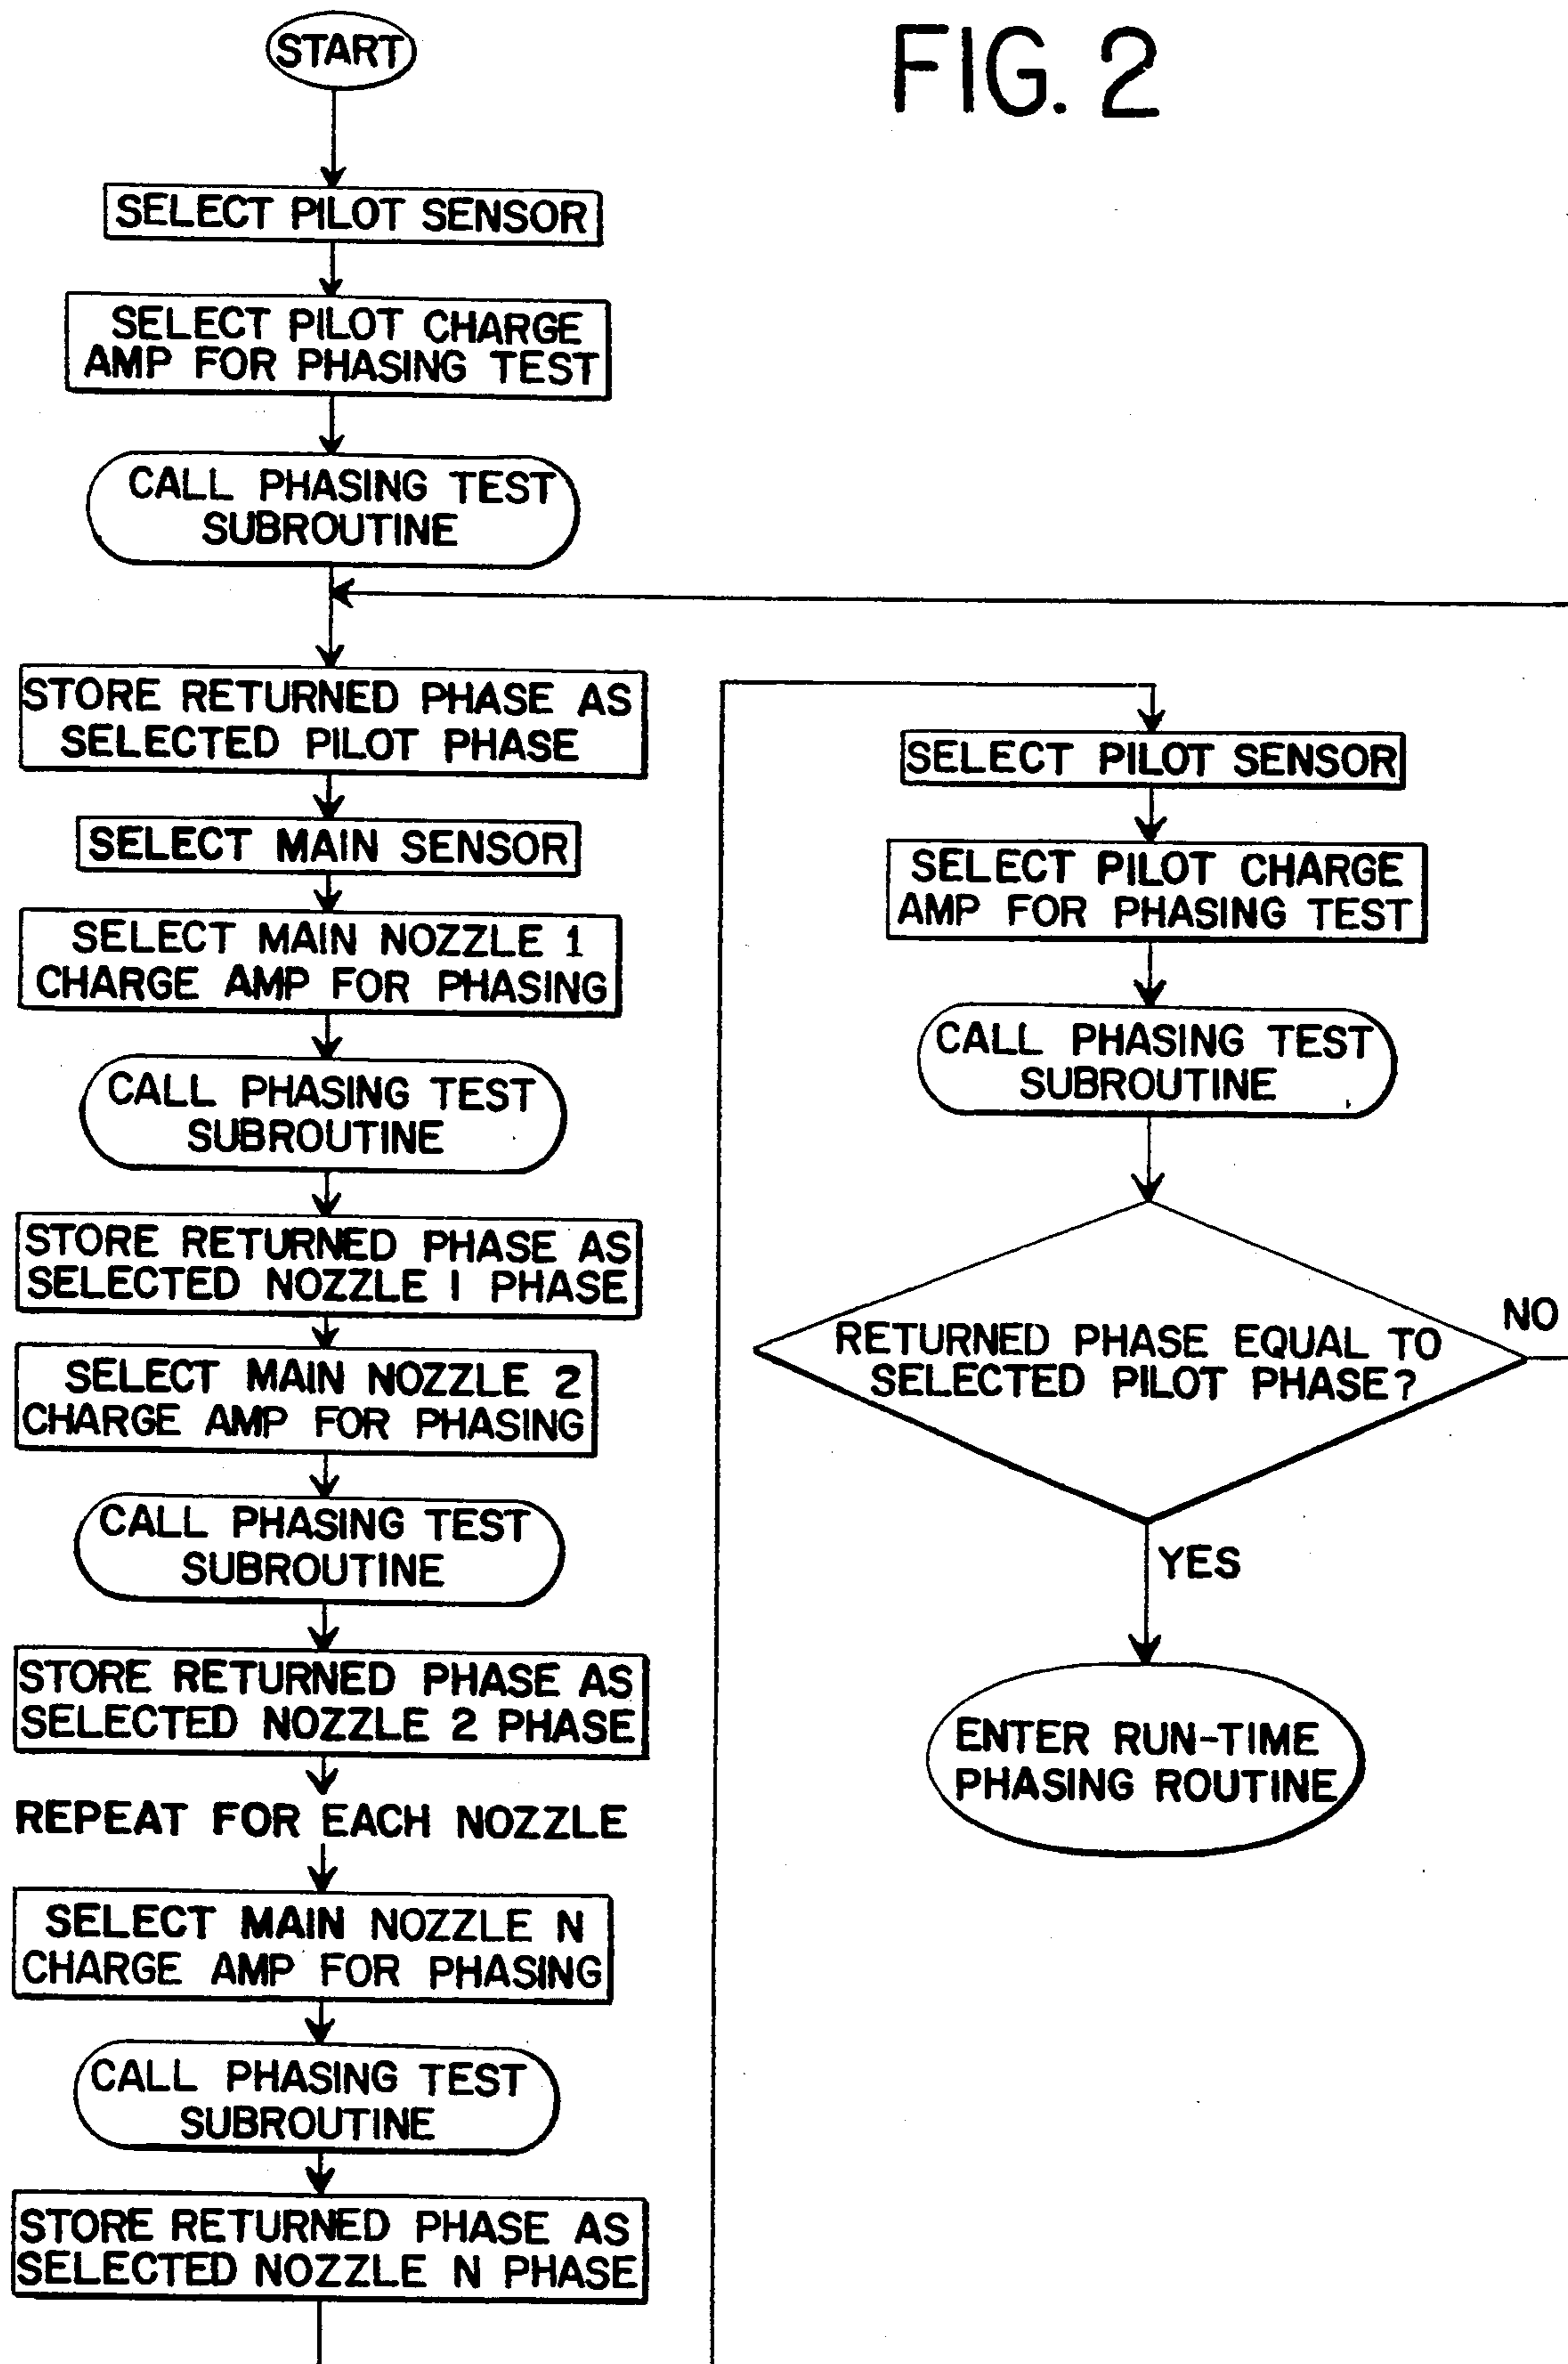 FIG. 2
START
SELECT PILOT SENSOR
SELECT PILOT CHARGE
AMP FOR PHASING TEST
CALL PHASING TEST
SUBROUTINE
STORE RETURNED PHASE AS
SELECTED PILOT PHASE
SELECT MAIN SENSOR
SELECT MAIN NOZZLE 1
CHARGE AMP FOR PHASING
CALL PHASING TEST
SUBROUTINE
STORE RETURNED PHASE AS
SELECTED NOZZLE 1 PHASE
SELECT MAIN NOZZLE 2
CHARGE AMP FOR PHASING
CALL PHASING TEST
SUBROUTINE
STORE RETURNED PHASE AS
SELECTED NOZZLE 2 PHASE
REPEAT FOR EACH NOZZLE
SELECT MAIN NOZZLE N
CHARGE AMP FOR PHASING
CALL PHASING TEST
SUBROUTINE
STORE RETURNED PHASE AS
SELECTED NOZZLE N PHASE
SELECT PILOT SENSOR
SELECT PILOT CHARGE
AMP FOR PHASING TEST
CALL PHASING TEST
SUBROUTINE
RETURNED PHASE EQUAL TO
SELECTED PILOT PHASE?
NO
YES
ENTER RUN-TIME
PHASING ROUTINE